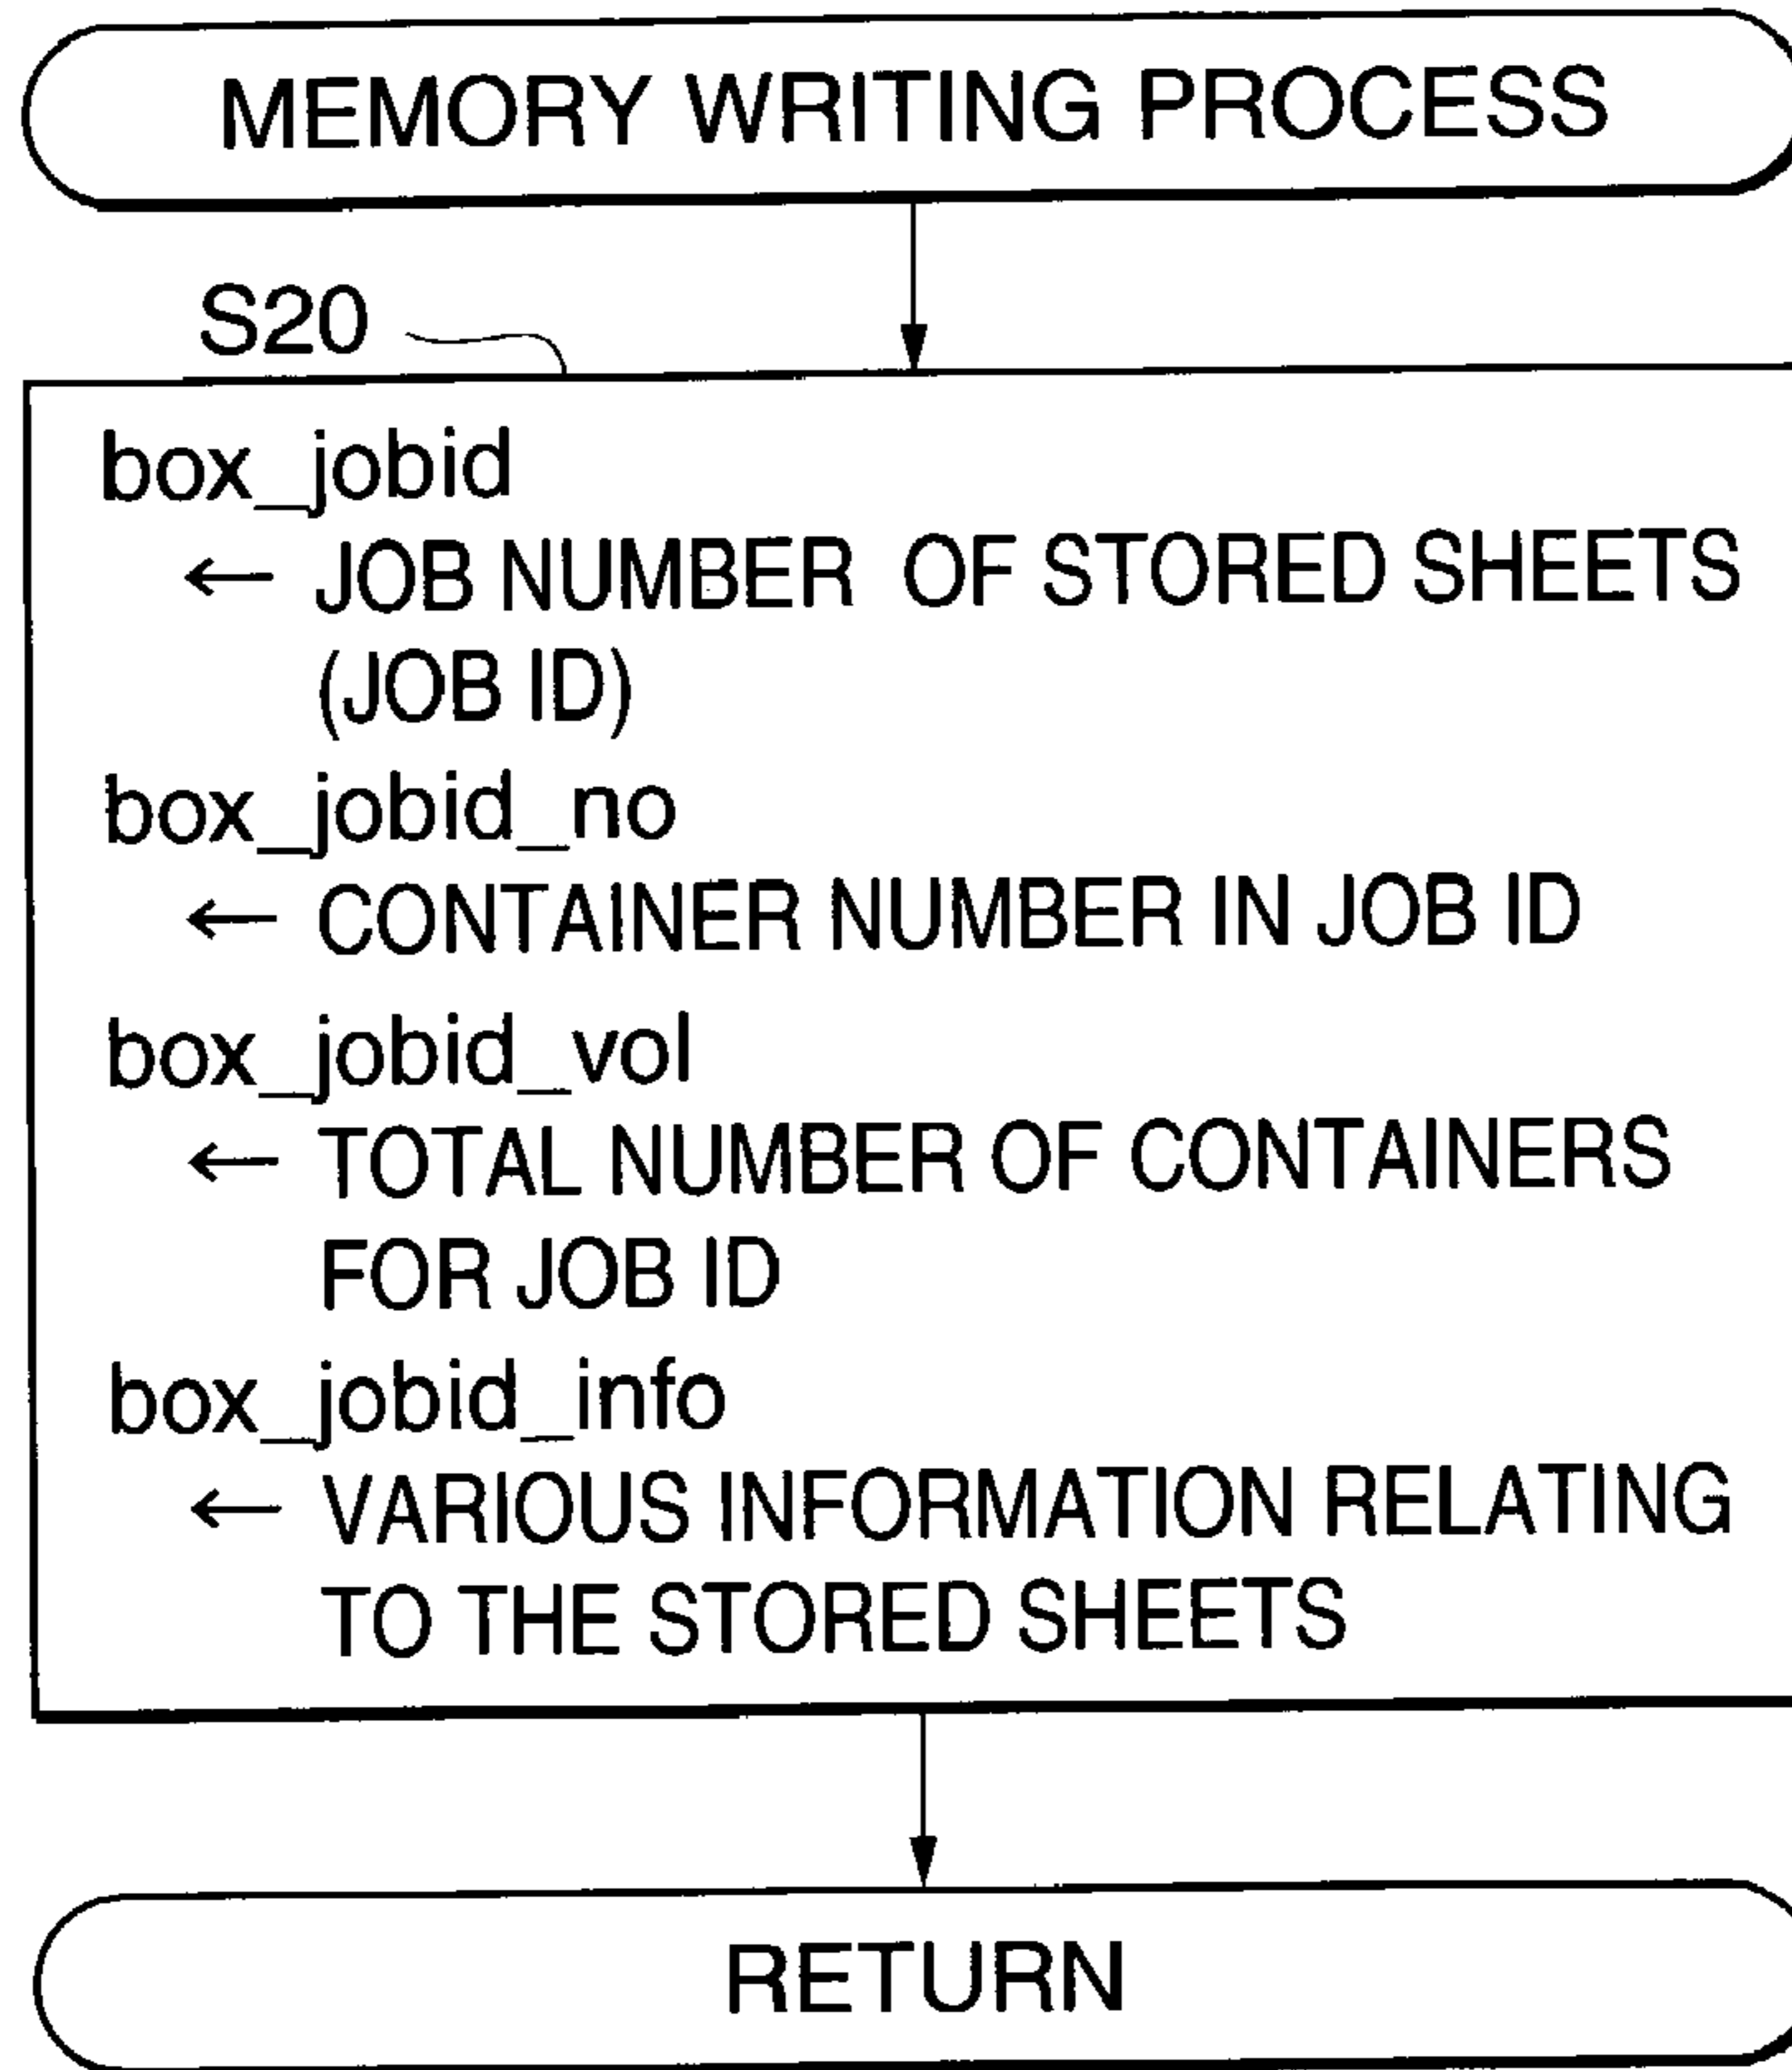 MEMORY WRITING PROCESS
S20
box_jobid
← JOB NUMBER OF STORED SHEETS
(JOB ID)
box_jobid_no
← CONTAINER NUMBER IN JOB ID
box_jobid_vol
← TOTAL NUMBER OF CONTAINERS
FOR JOB ID
box_jobid_info
← VARIOUS INFORMATION RELATING
TO THE STORED SHEETS
RETURN